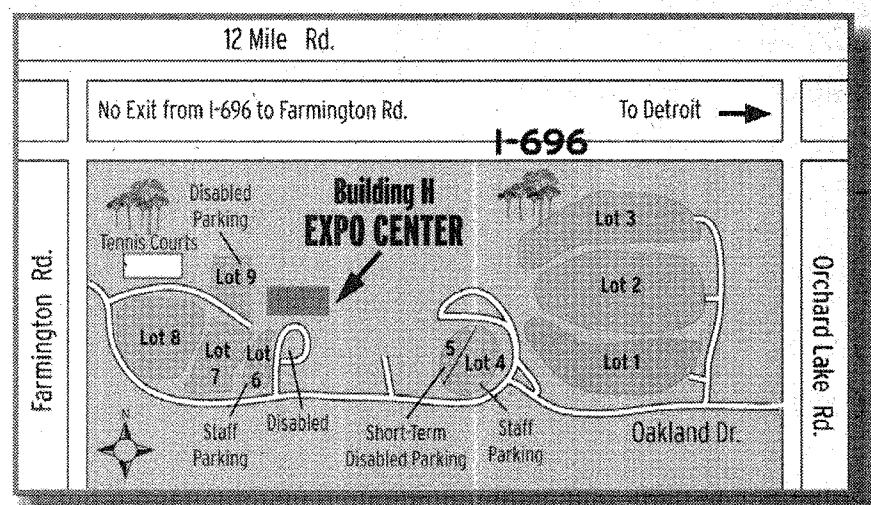 12 Mile Rd.
No Exit from I-696 to Farmington Rd.
To Detroit
I-696
Building H
EXPO CENTER
Disabled
Parking
Tennis Courts
Lot 9
Lot 3
Lot 2
Lot 1
Lot 8
Lot
7
Lot
6
5
Lot 4
Staff
Parking
Disabled
Short-Term
Disabled Parking
Staff
Parking
Oakland Dr.
Farmington Rd.
Orchard Lake Rd.
N